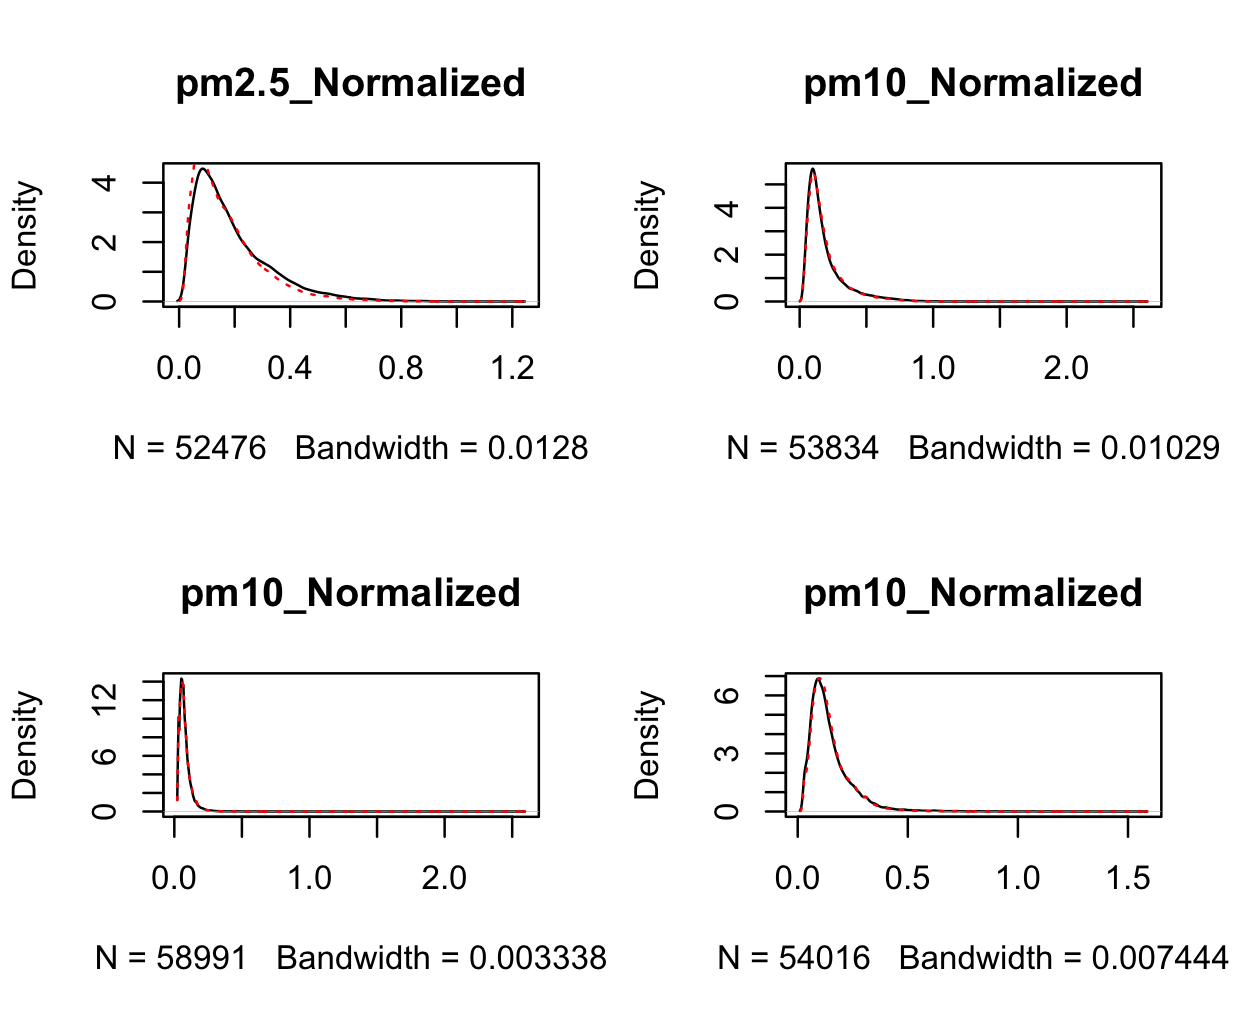 pm2.5_Normalized
Density
4
2
0
0.0 0.4 0.8 1.2
N = 52476 Bandwidth = 0.0128
pm10_Normalized
Density
4
2
0
0.0 1.0 2.0
N = 53834 Bandwidth = 0.01029
pm10_Normalized
Density
12
6
0
0.0 1.0 2.0
N = 58991 Bandwidth = 0.003338
pm10_Normalized
Density
6
3
0
0.0 0.5 1.0 1.5
N = 54016 Bandwidth = 0.007444